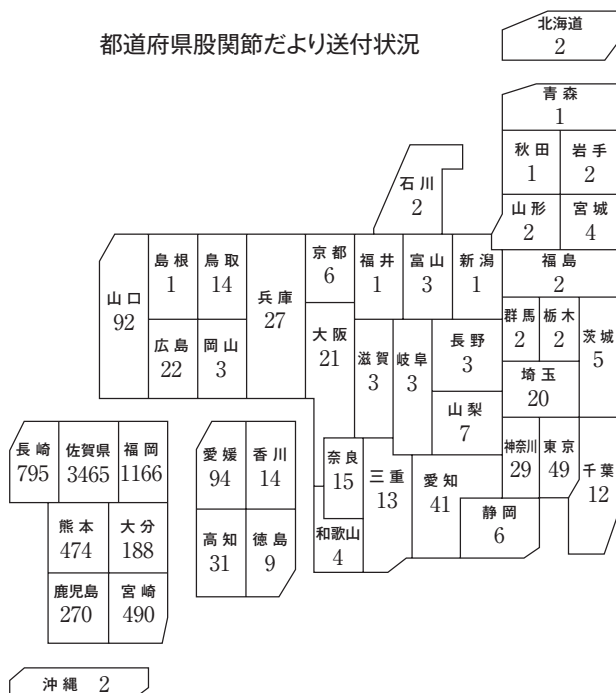 都道府県股関節だより送付状況
北海道
2
青森
1
秋田
1
岩手
2
石川
2
山形
2
宮城
4
島根
1
鳥取
14
京都
6
福井
1
富山
3
新潟
1
福島
2
山口
92
兵庫
27
群馬
2
栃木
2
茨城
5
広島
22
岡山
3
大阪
21
滋賀
3
岐阜
3
長野
3
埼玉
20
山梨
7
長崎
795
佐賀県
3465
福岡
1166
愛媛
94
香川
14
奈良
15
三重
13
愛知
41
神奈川
29
東京
49
千葉
12
熊本
474
大分
188
高知
31
徳島
9
和歌山
4
静岡
6
鹿児島
270
宮崎
490
沖縄 2